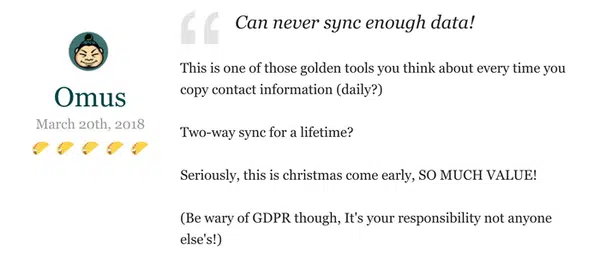 Can never sync enough data!
Omus
March 20th, 2018
This is one of those golden tools you think about every time you
copy contact information (daily?)
Two-way sync for a lifetime?
Seriously, this is christmas come early, SO MUCH VALUE!
(Be wary of GDPR though, It's your responsibility not anyone
else's!)